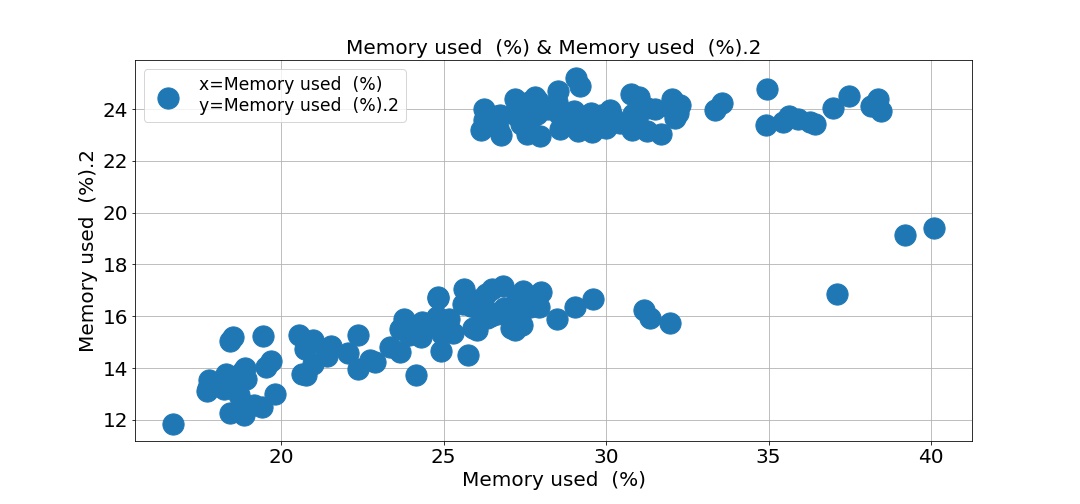 Memory used  (%) & Memory used  (%).2
x=Memory used  (%)
y=Memory used  (%).2
Memory used  (%).2
24
22
20
18
16
14
12
20
25
30
35
40
Memory used  (%)